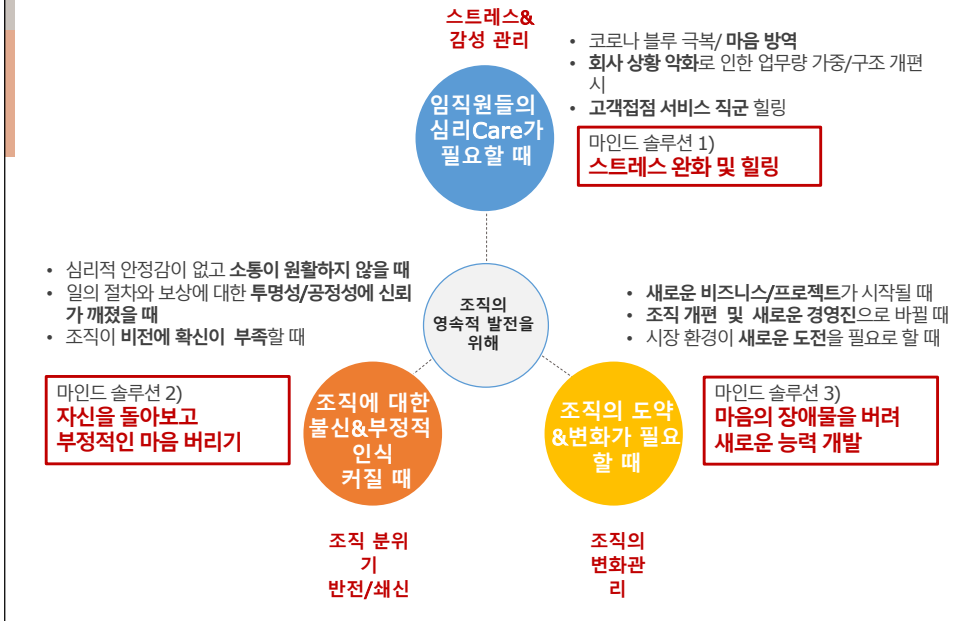 스트레스&
감성 관리
임직원들의
심리Care가
필요할 때
• 코로나 블루 극복/ 마음 방역
• 회사 상황 악화로 인한 업무량 가중/구조 개편
시
• 고객접점 서비스 직군 힐링
마인드 솔루션 1)
스트레스 완화 및 힐링
• 심리적 안정감이 없고 소통이 원활하지 않을 때
• 일의 절차와 보상에 대한 투명성/공정성에 신뢰
가 깨졌을 때
• 조직이 비전에 확신이 부족할 때
조직의
영속적 발전을
위해
• 새로운 비즈니스/프로젝트가 시작될 때
• 조직 개편 및 새로운 경영진으로 바뀔 때
• 시장 환경이 새로운 도전을 필요로 할 때
마인드 솔루션 2)
자신을 돌아보고
부정적인 마음 버리기
조직에 대한
불신&부정적
인식
커질 때
조직의 도약
&변화가 필요
할 때
마인드 솔루션 3)
마음의 장애물을 버려
새로운 능력 개발
조직 분위
기
반전/쇄신
조직의
변화관
리